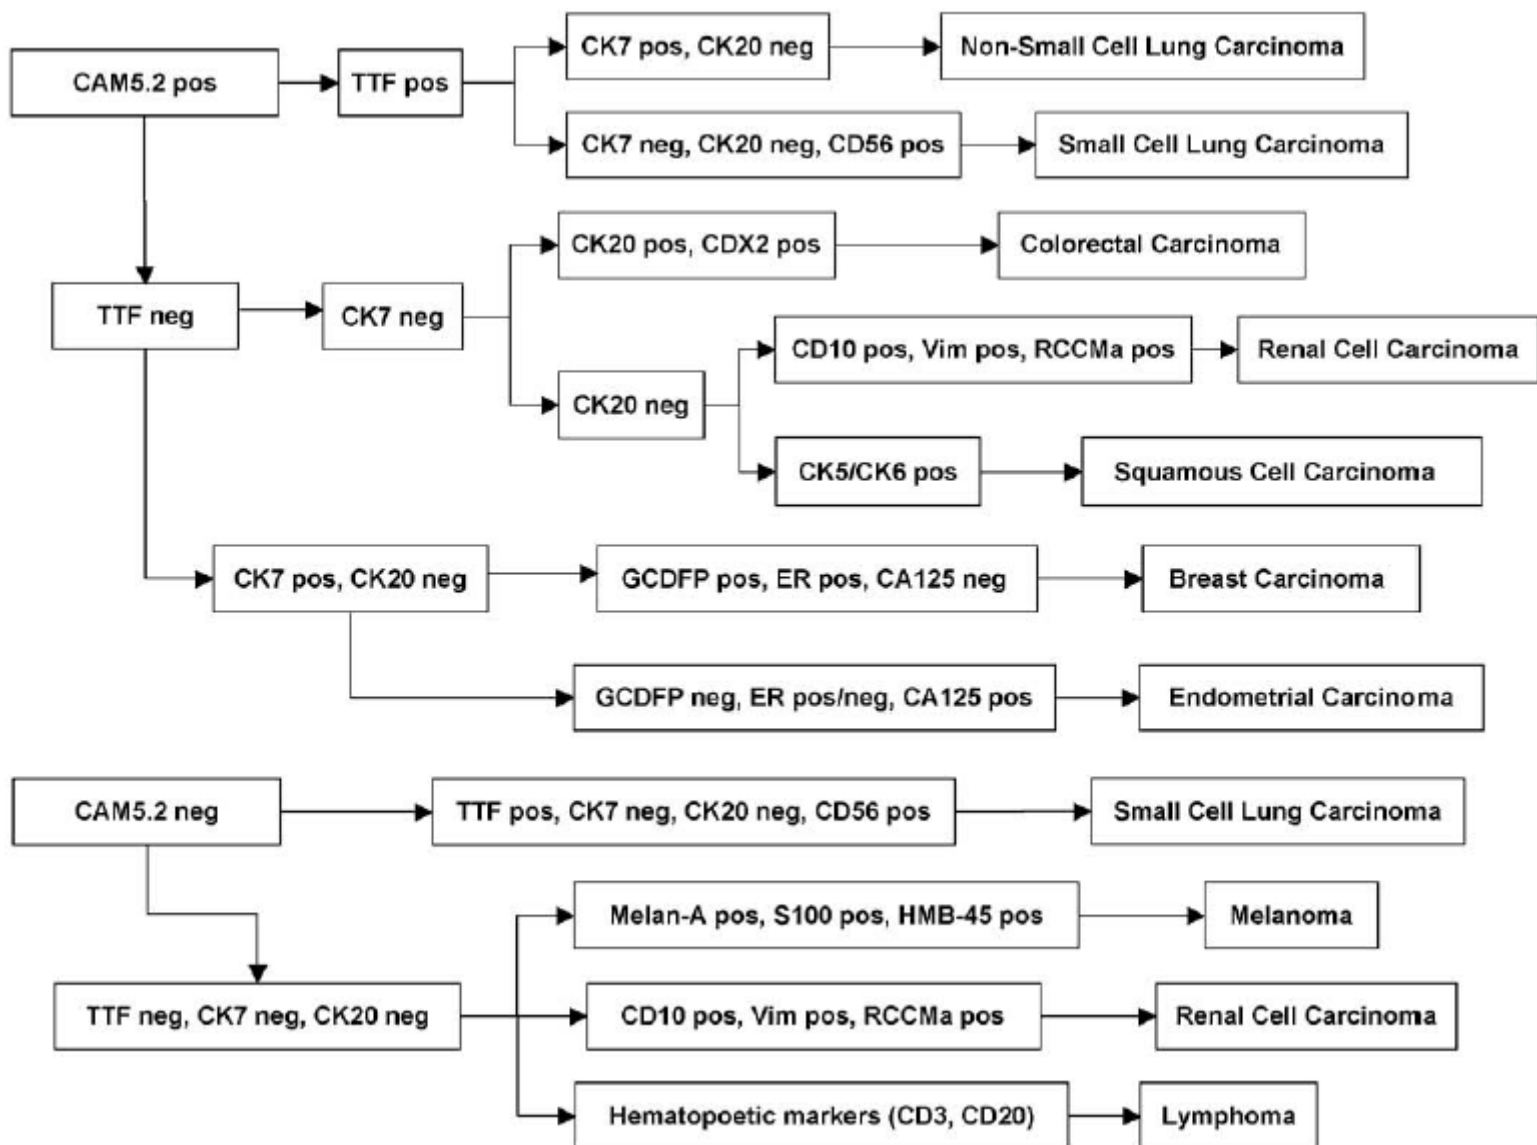 CK7 pos, CK20 neg
Non-Small Cell Lung Carcinoma
CAM5.2 pos
TTF pos
CK7 neg, CK20 neg, CD56 pos
Small Cell Lung Carcinoma
CK20 pos, CDX2 pos
Colorectal Carcinoma
TTF neg
CK7 neg
CD10 pos, Vim pos, RCCMa pos
Renal Cell Carcinoma
CK20 neg
CK5/CK6 pos
Squamous Cell Carcinoma
CK7 pos, CK20 neg
GCDFP pos, ER pos, CA125 neg
Breast Carcinoma
GCDFP neg, ER pos/neg, CA125 pos
Endometrial Carcinoma
CAM5.2 neg
TTF pos, CK7 neg, CK20 neg, CD56 pos
Small Cell Lung Carcinoma
Melan-A pos, S100 pos, HMB-45 pos
Melanoma
TTF neg, CK7 neg, CK20 neg
CD10 pos, Vim pos, RCCMa pos
Renal Cell Carcinoma
Hematopoetic markers (CD3, CD20)
Lymphoma